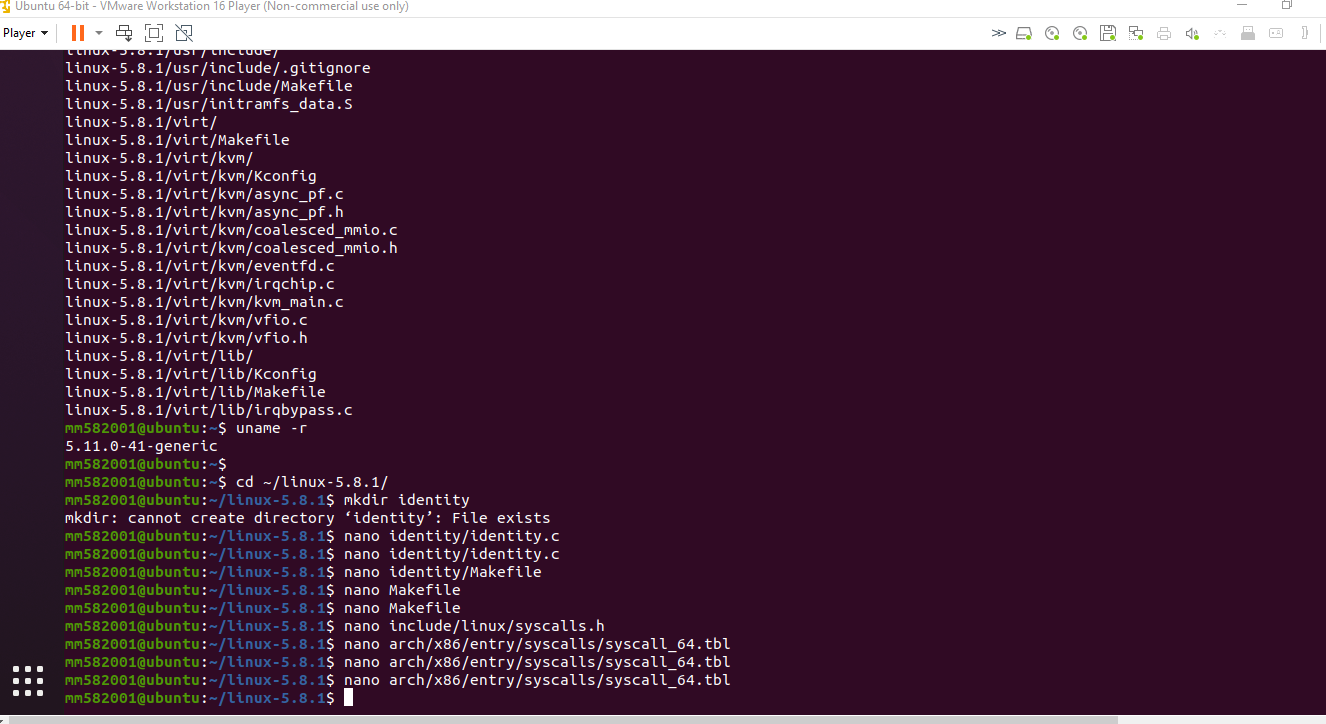 Ubuntu 64-bit - VMware Workstation 16 Player (Non-commercial use only)
Player
linux-5.8.1/usr/include/
linux-5.8.1/usr/include/.gitignore
linux-5.8.1/usr/include/Makefile
linux-5.8.1/usr/initramfs_data.S
linux-5.8.1/virt/
linux-5.8.1/virt/Makefile
linux-5.8.1/virt/kvm/
linux-5.8.1/virt/kvm/Kconfig
linux-5.8.1/virt/kvm/async_pf.c
linux-5.8.1/virt/kvm/async_pf.h
linux-5.8.1/virt/kvm/coalesced_mmio.c
linux-5.8.1/virt/kvm/coalesced_mmio.h
linux-5.8.1/virt/kvm/eventfd.c
linux-5.8.1/virt/kvm/irqchip.c
linux-5.8.1/virt/kvm/kvm_main.c
linux-5.8.1/virt/kvm/vfio.c
linux-5.8.1/virt/kvm/vfio.h
linux-5.8.1/virt/lib/
linux-5.8.1/virt/lib/Kconfig
linux-5.8.1/virt/lib/Makefile
linux-5.8.1/virt/lib/irqbypass.c
mm582001@ubuntu:~$ uname -r
5.11.0-41-generic
mm582001@ubuntu:~$
mm582001@ubuntu:~$ cd ~/linux-5.8.1/
mm582001@ubuntu:~/linux-5.8.1$ mkdir identity
mkdir: cannot create directory ‘identity’: File exists
mm582001@ubuntu:~/linux-5.8.1$ nano identity/identity.c
mm582001@ubuntu:~/linux-5.8.1$ nano identity/identity.c
mm582001@ubuntu:~/linux-5.8.1$ nano identity/Makefile
mm582001@ubuntu:~/linux-5.8.1$ nano Makefile
mm582001@ubuntu:~/linux-5.8.1$ nano Makefile
mm582001@ubuntu:~/linux-5.8.1$ nano include/linux/syscalls.h
mm582001@ubuntu:~/linux-5.8.1$ nano arch/x86/entry/syscalls/syscall_64.tbl
mm582001@ubuntu:~/linux-5.8.1$ nano arch/x86/entry/syscalls/syscall_64.tbl
mm582001@ubuntu:~/linux-5.8.1$ nano arch/x86/entry/syscalls/syscall_64.tbl
mm582001@ubuntu:~/linux-5.8.1$